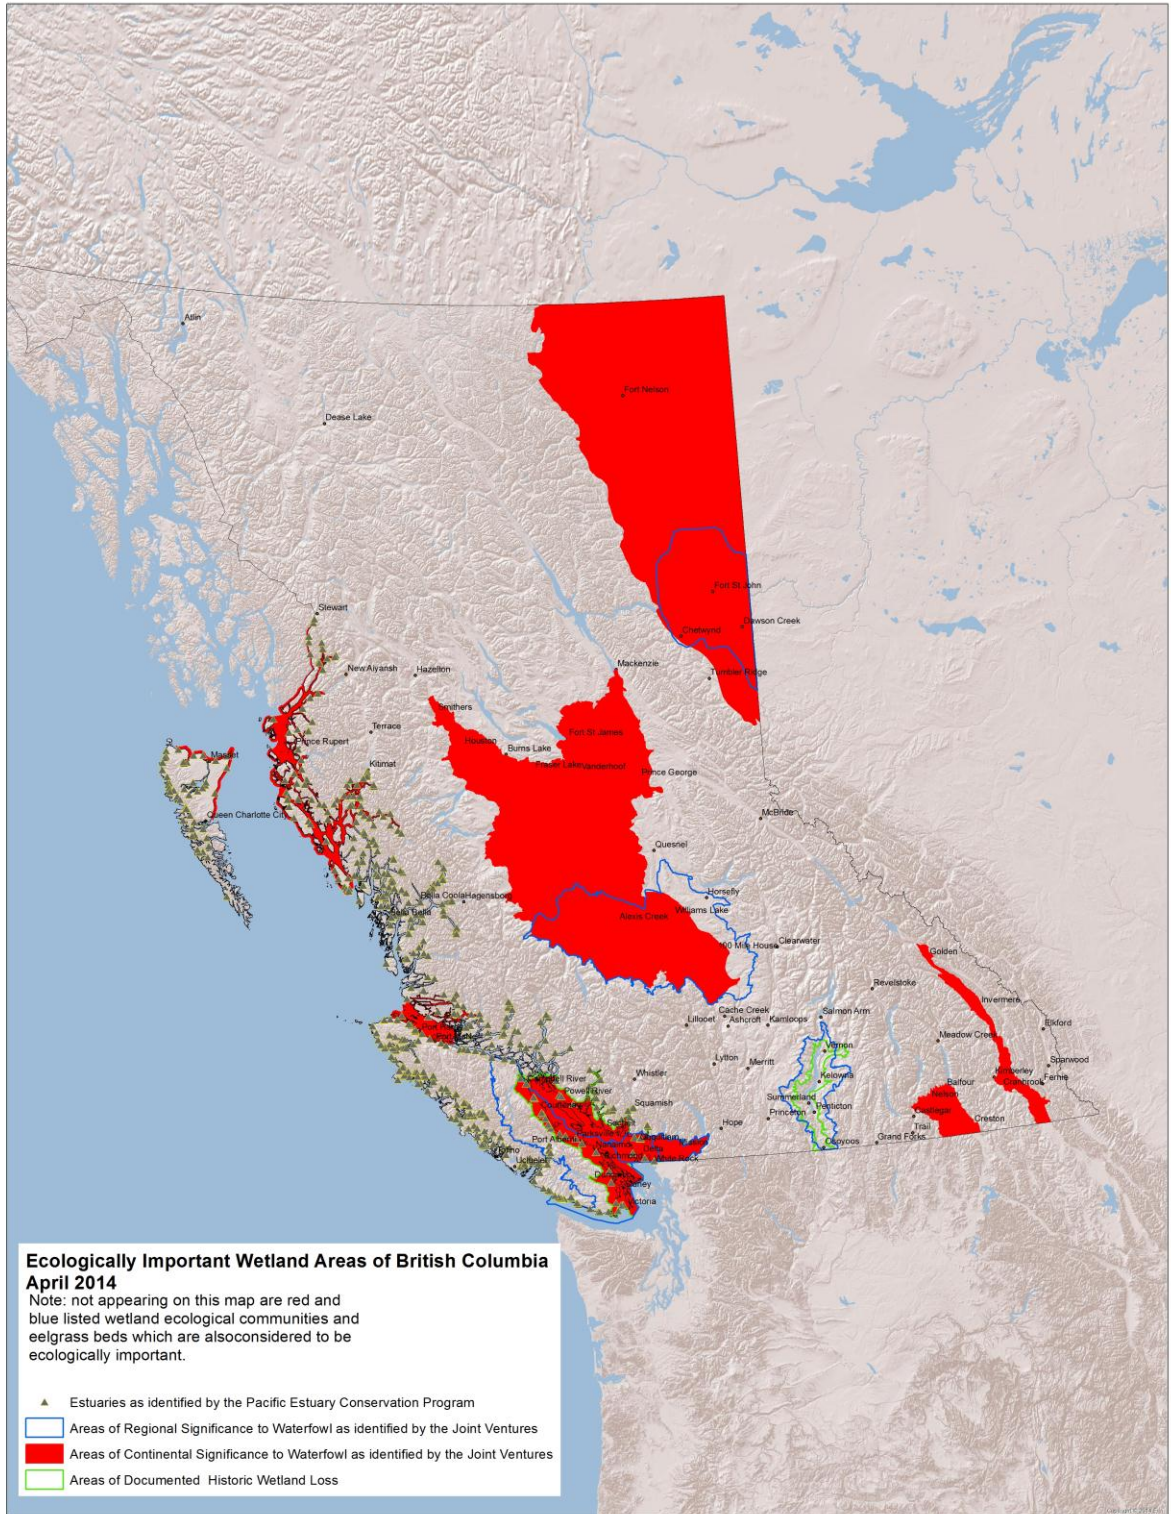 Atlin
Fort Nelson
Dease Lake
Fort St John
Stewart
Dawson Creek
Chetwynd
Mackenzie
New Aiyansh
Hazelton
Tumbler Ridge
Smithers
Terrace
Fort St James
Prince Rupert
Houston
Burns Lake
Masset
Kitimat
Fraser Lake
Vanderhoof
Prince George
Queen Charlotte City
McBride
Quesnel
Bella Coola
Hagensborg
Horsefly
Bella Bella
Alexis Creek
Williams Lake
100 Mile House
Clearwater
Golden
Revelstoke
Invermere
Cache Creek
Salmon Arm
Lillooet
Ashcroft
Kamloops
Elkford
Meadow Creek
Vernon
Lytton
Merritt
Sparwood
Kimberley
Fernie
Cranbrook
Whistler
Kelowna
Balfour
Powell River
Nelson
Summerland
Squamish
Penticton
Castlegar
Creston
Princeton
Hope
Trail
Port Alberni
Grand Forks
Osoyoos
Delta
Richmond
White Rock
Ecologically Important Wetland Areas of British Columbia
April 2014
Note: not appearing on this map are red and
blue listed wetland ecological communities and
eelgrass beds which are alsoconsidered to be
ecologically important.
Estuaries as identified by the Pacific Estuary Conservation Program
Areas of Regional Significance to Waterfowl as identified by the Joint Ventures
Areas of Continental Significance to Waterfowl as identified by the Joint Ventures
Areas of Documented Historic Wetland Loss